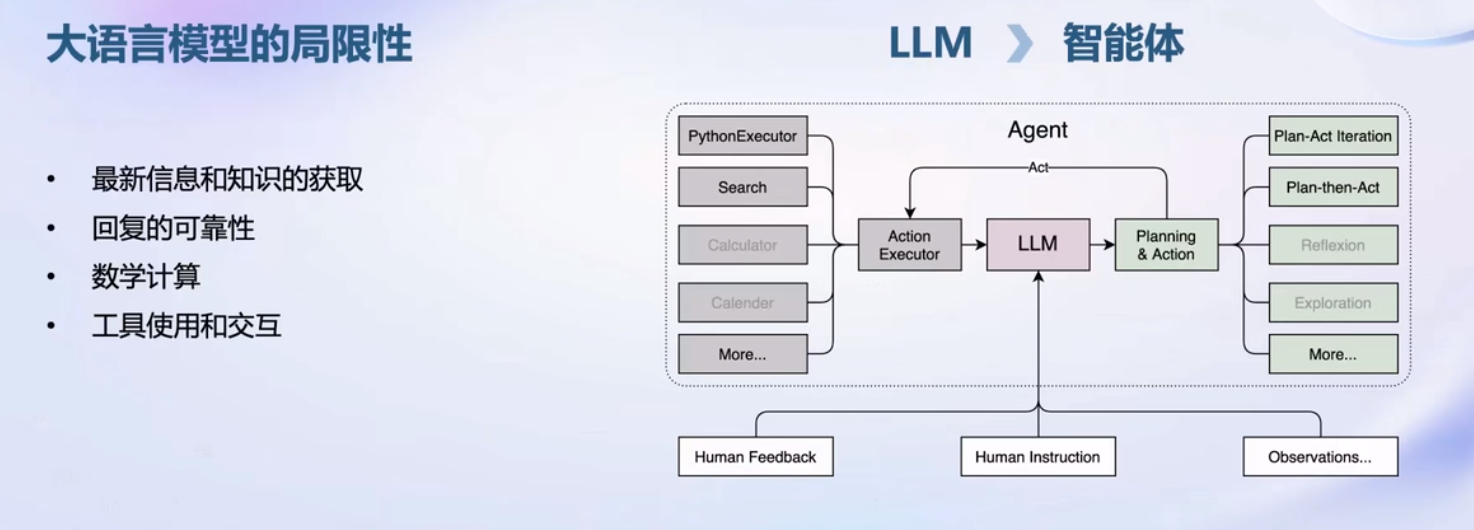 大语言模型的局限性
最新信息和知识的获取
回复的可靠性
数学计算
工具使用和交互
LLM
智能体
Agent
PythonExecutor
Search
Calculator
Calender
More...
Act
Action
Executor
LLM
Planning
& Action
Plan-Act Iteration
Plan-then-Act
Reflexion
Exploration
More...
Human Feedback
Human Instruction
Observations...